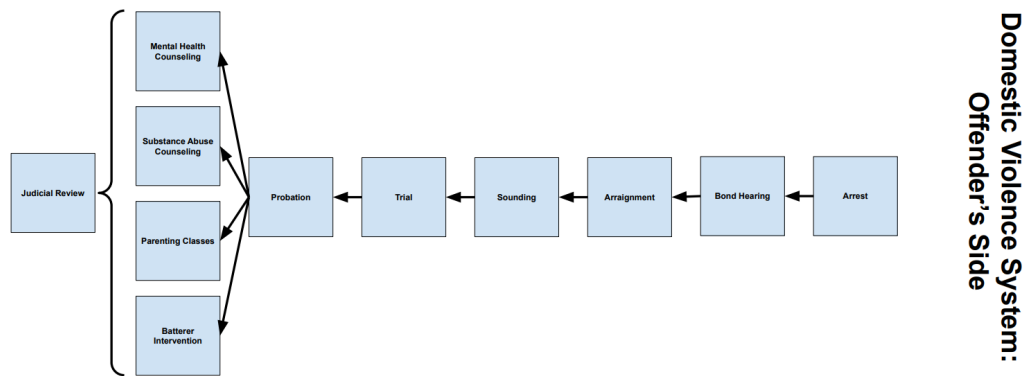 Domestic Violence System:
Offender's Side
Mental Health
Counseling
Substance Abuse
Counseling
Judicial Review
Probation
Trial
Sounding
Arraignment
Bond Hearing
Arrest
Parenting Classes
Batterer
Intervention